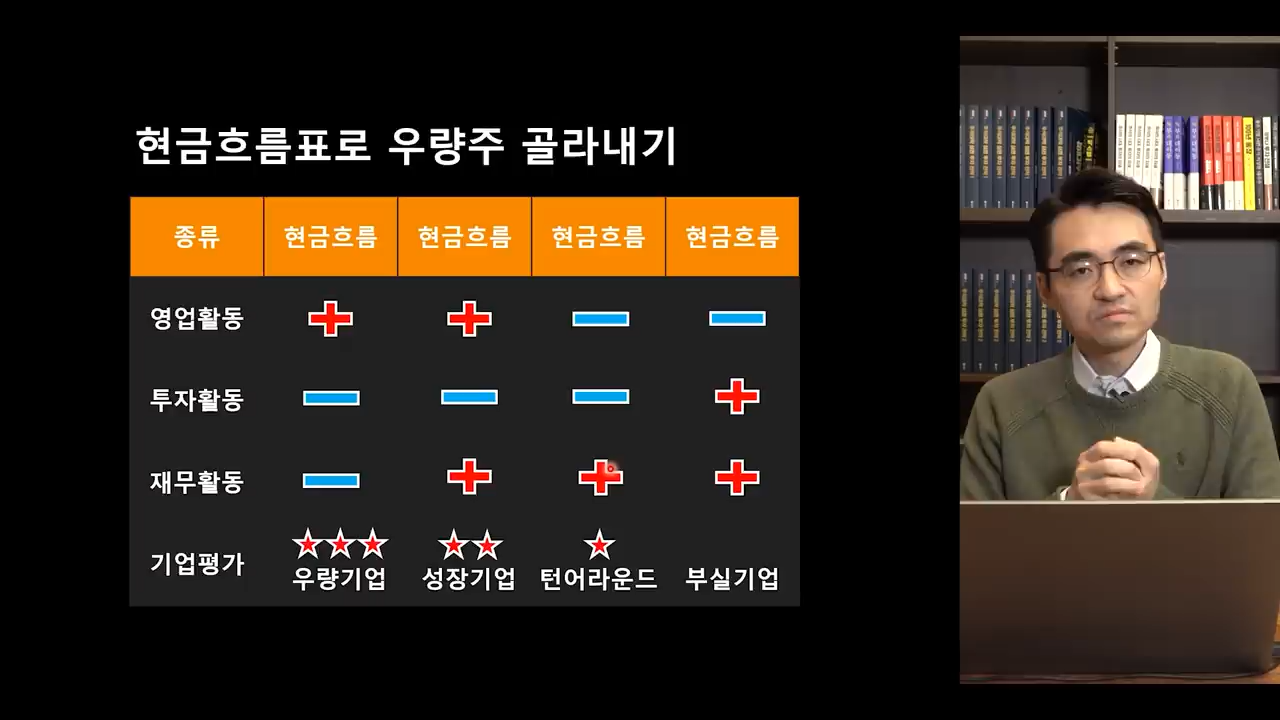 현금흐름표로 우량주 골라내기
종류 현금흐름 현금흐름 현금흐름 현금흐름
영업활동 + + - -
투자활동 - - - +
재무활동 - + + +
기업평가 ★★★ ★★ ★
우량기업 성장기업 턴어라운드 부실기업